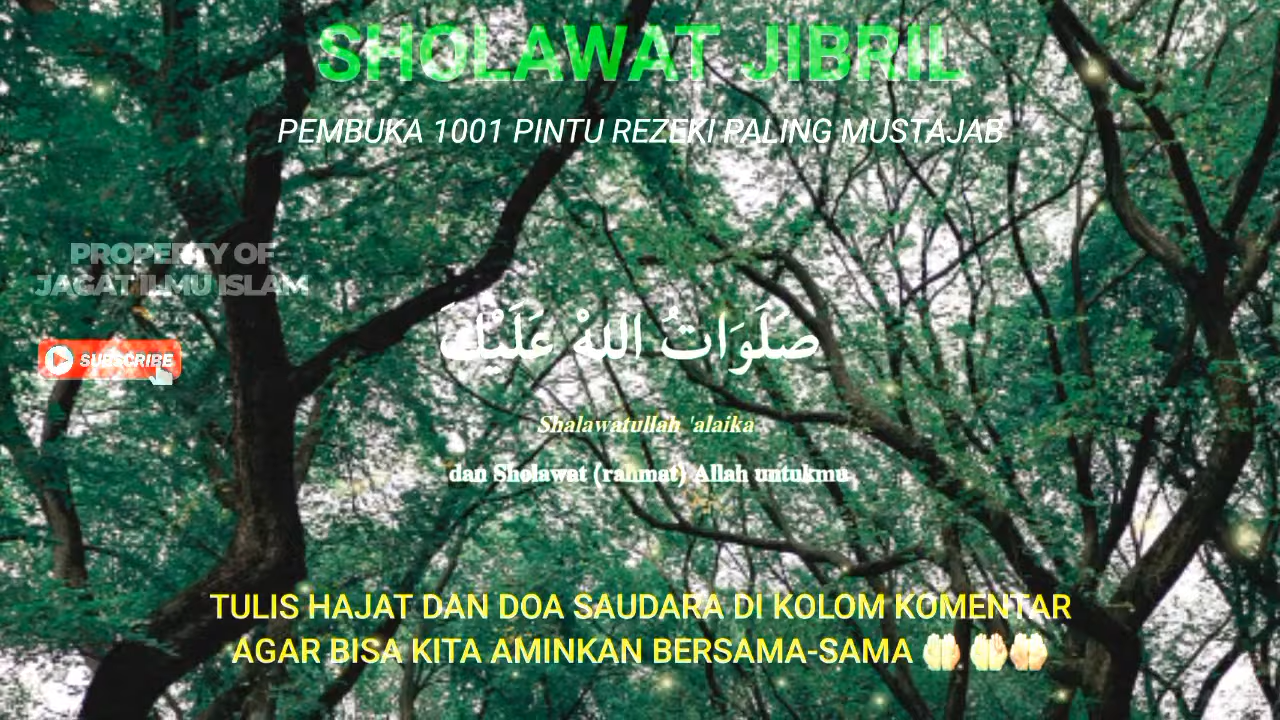 SHOLAWAT JIBRIL
PEMBUKA 1001 PINTU REZEKI PALING MUSTAJAB
PROPERTY OF
JAGAT ILMU ISLAM
SUBSCRIBE
صَلَوَاتُ اللهْ عَلَيْكَ
Shalawatullah 'alaika
dan Sholawat (rahmat) Allah untukmu
TULIS HAJAT DAN DOA SAUDARA DI KOLOM KOMENTAR
AGAR BISA KITA AMINKAN BERSAMA-SAMA 🤲🤲🤲